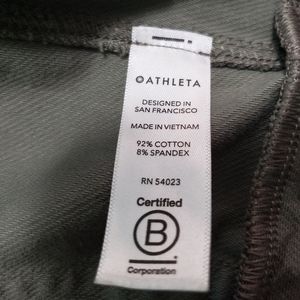 ATHLETA
DESIGNED IN
SAN FRANCISCO
MADE IN VIETNAM
92% COTTON
8% SPANDEX
RN 54023
Certified
B
Corporation